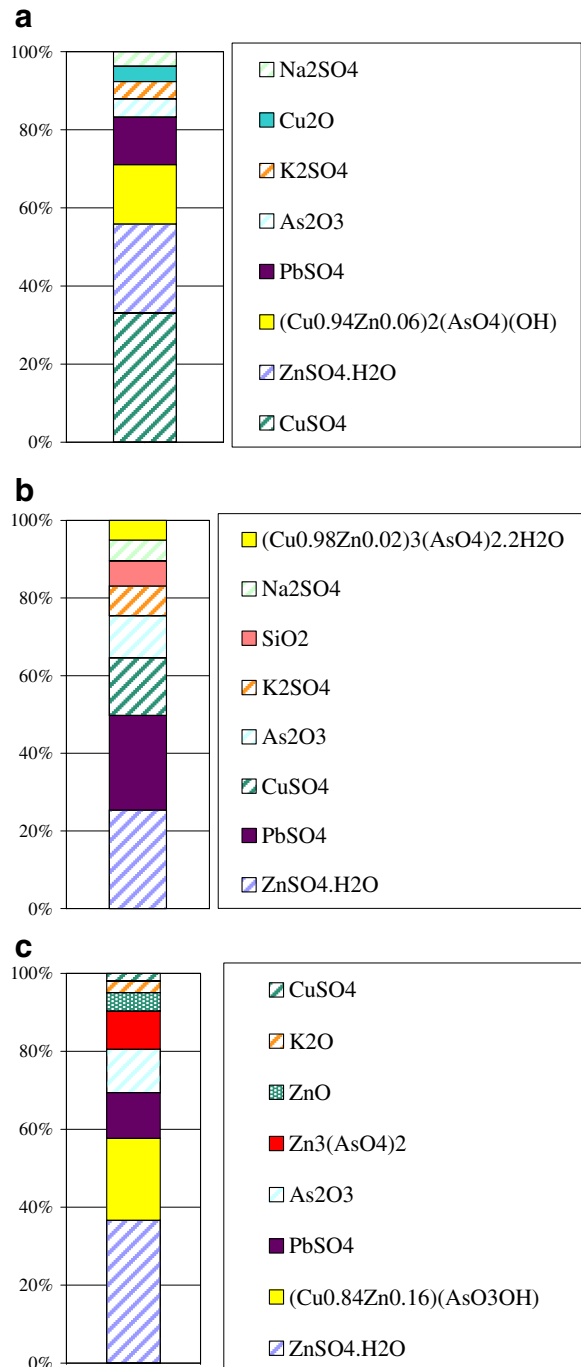 a
100%
80%
60%
40%
20%
0%
Na2SO4
Cu2O
K2SO4
As2O3
PbSO4
(Cu0.94Zn0.06)2(AsO4)(OH)
ZnSO4.H2O
CuSO4
b
100%
80%
60%
40%
20%
0%
(Cu0.98Zn0.02)3(AsO4)2.2H2O
Na2SO4
SiO2
K2SO4
As2O3
CuSO4
PbSO4
ZnSO4.H2O
c
100%
80%
60%
40%
20%
0%
CuSO4
K2O
ZnO
Zn3(AsO4)2
As2O3
PbSO4
(Cu0.84Zn0.16)(AsO3OH)
ZnSO4.H2O